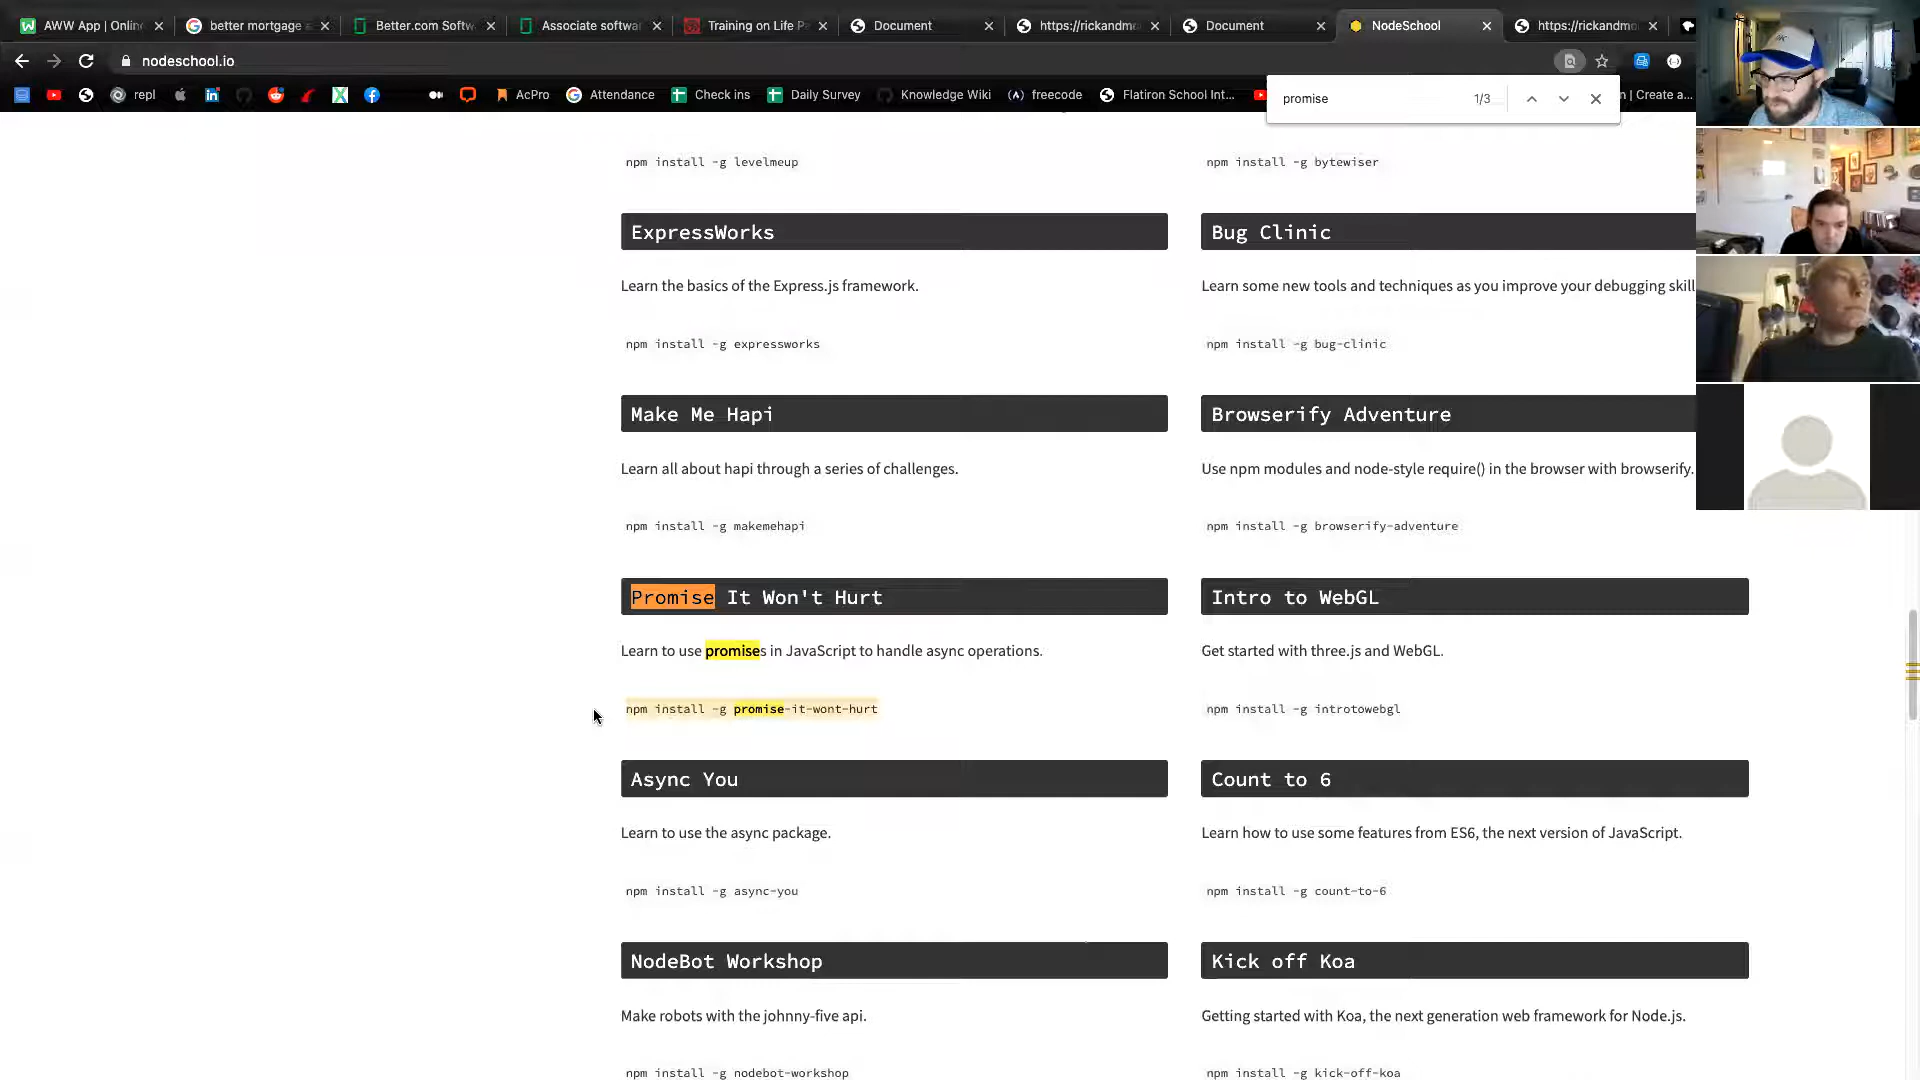 AWW App | Onlin
better mortgage
Better.com Softw
Associate softwa
Training on Life P
Document
https://rickandmo
Document
NodeSchool
https://rickandmo
nodeschool.io
repl
AcPro
Attendance
Check ins
Daily Survey
Knowledge Wiki
freecode
Flatiron School Int...
n | Create a...
promise
1/3
npm install -g levelmeup
npm install -g bytewiser
ExpressWorks
Bug Clinic
Learn the basics of the Express.js framework.
Learn some new tools and techniques as you improve your debugging skill
npm install -g expressworks
npm install -g bug-clinic
Make Me Hapi
Browserify Adventure
Learn all about hapi through a series of challenges.
Use npm modules and node-style require() in the browser with browserify.
npm install -g makemehapi
npm install -g browserify-adventure
Promise It Won't Hurt
Intro to WebGL
Learn to use promises in JavaScript to handle async operations.
Get started with three.js and WebGL.
npm install -g promise-it-wont-hurt
npm install -g introtowebgl
Async You
Count to 6
Learn to use the async package.
Learn how to use some features from ES6, the next version of JavaScript.
npm install -g async-you
npm install -g count-to-6
NodeBot Workshop
Kick off Koa
Make robots with the johnny-five api.
Getting started with Koa, the next generation web framework for Node.js.
npm install -g nodebot-workshop
npm install -g kick-off-koa